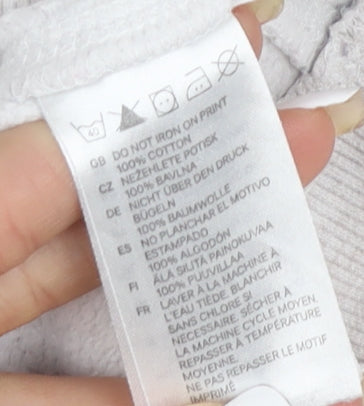 40
GB DO NOT IRON ON PRINT
100% COTTON
CZ NEŽEHLETE POTISK
100% BAVLNA
DE NICHT ÜBER DEN DRUCK
BÜGELN
100% BAUMWOLLE
ES NO PLANCHAR EL MOTIVO
ESTAMPADO
100% ALGODÓN
FI ÄLÄ SILITÄ PAINOKUVAA
100% PUUVILLAA
FR LAVER À LA MACHINE À
L'EAU TIÈDE. BLANCHIR
SANS CHLORE SI
NECESSAIRE. SÉCHER À
LA MACHINE CYCLE MOYEN.
REPASSER À TEMPÉRATURE
MOYENNE.
NE PAS REPASSER LE MOTIF
IMPRIMÉ